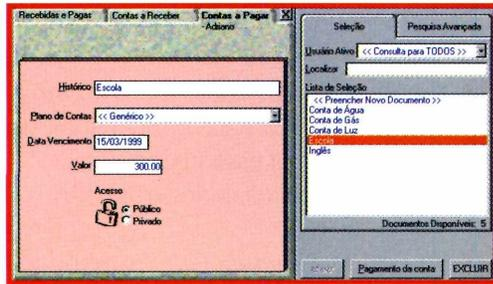 Recebidas e Pagas
Contas a Receber
Contas a Pagar
- Adriano
X
Histórico Escola
Plano de Contas << Genérico >>
Data Vencimento 15/03/1999
Valor 300.00
Acesso
Público
Privado
Seleção
Pesquisa Avançada
Usuário Ativo << Consulta para TODOS >>
Localizar
Lista de Seleção
<< Preencher Novo Documento >>
Conta de Água
Conta de Gás
Conta de Luz
Escola
Inglês
Documentos Disponíveis: 5
Pagamento da conta
EXCLUIR